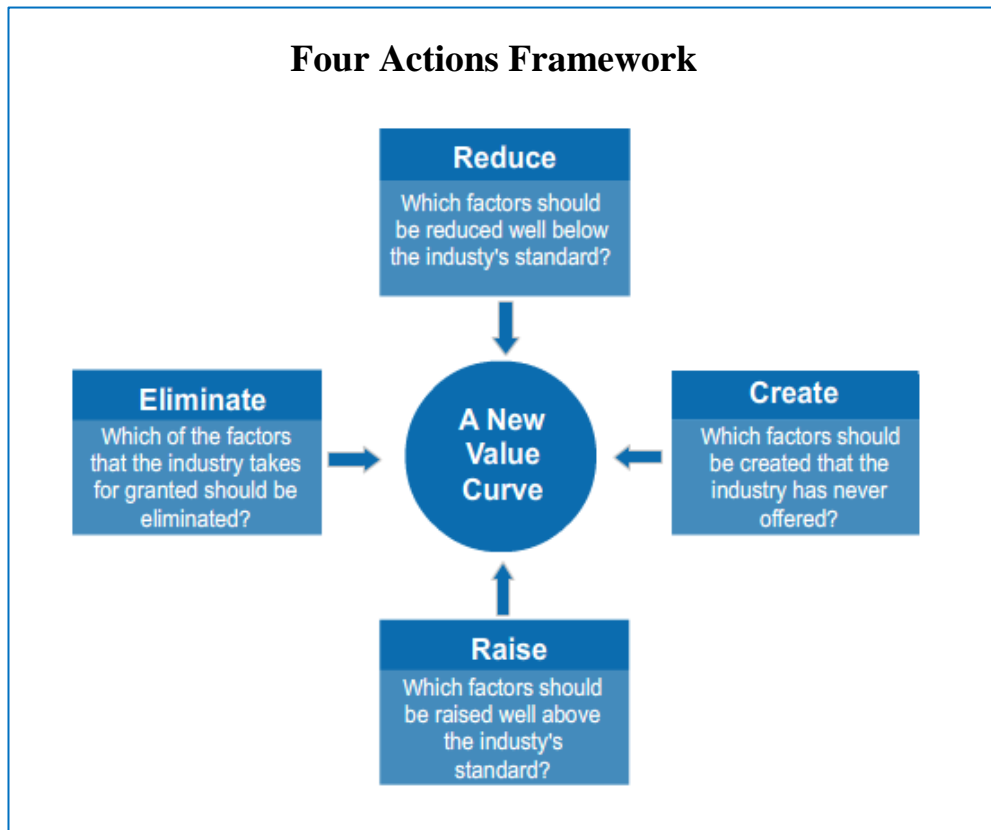 Four Actions Framework
Reduce
Which factors should
be reduced well below
the industy's standard?
Eliminate
Which of the factors
that the industry takes
for granted should be
eliminated?
A New
Value
Curve
Create
Which factors should
be created that the
industry has never
offered?
Raise
Which factors should
be raised well above
the industy's
standard?